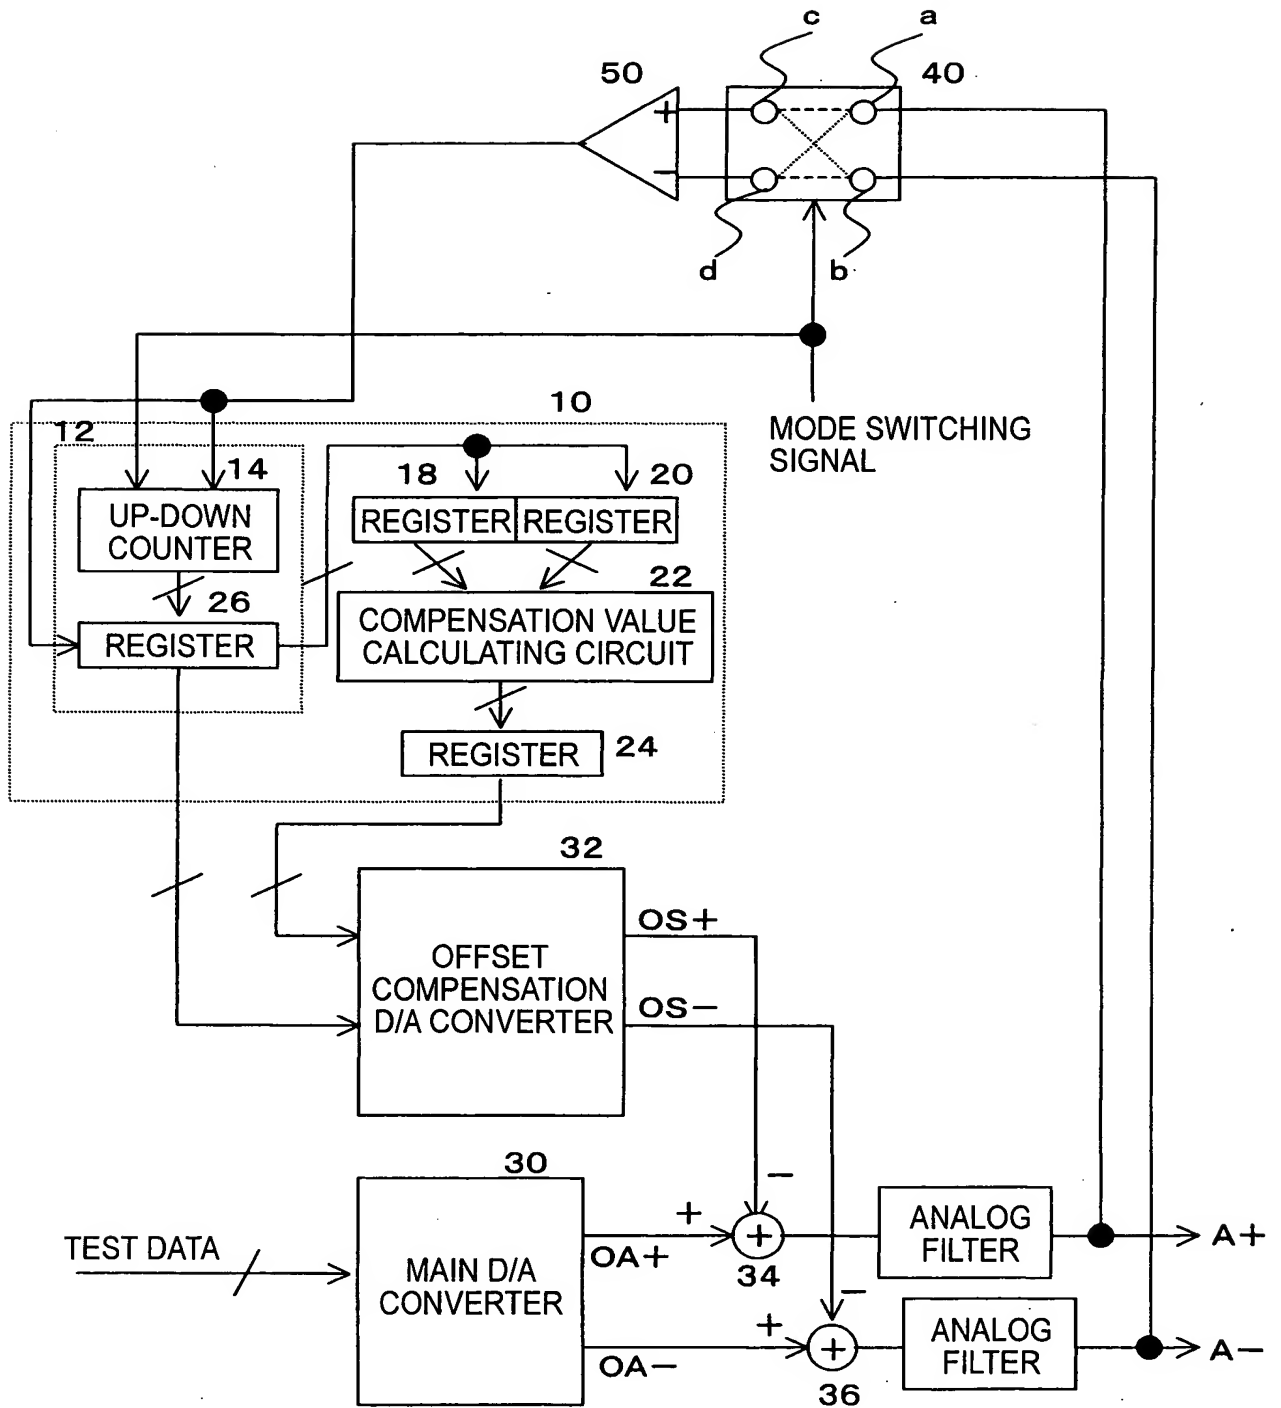 c
a
50
40
+
−
d
b
MODE SWITCHING
SIGNAL
10
12
14
18
20
UP-DOWN
COUNTER
REGISTER
REGISTER
26
22
REGISTER
COMPENSATION VALUE
CALCULATING CIRCUIT
REGISTER
24
32
OFFSET
COMPENSATION
D/A CONVERTER
OS+
OS−
30
TEST DATA
MAIN D/A
CONVERTER
OA+
OA−
+
−
+
34
ANALOG
FILTER
A+
+
−
+
36
ANALOG
FILTER
A−